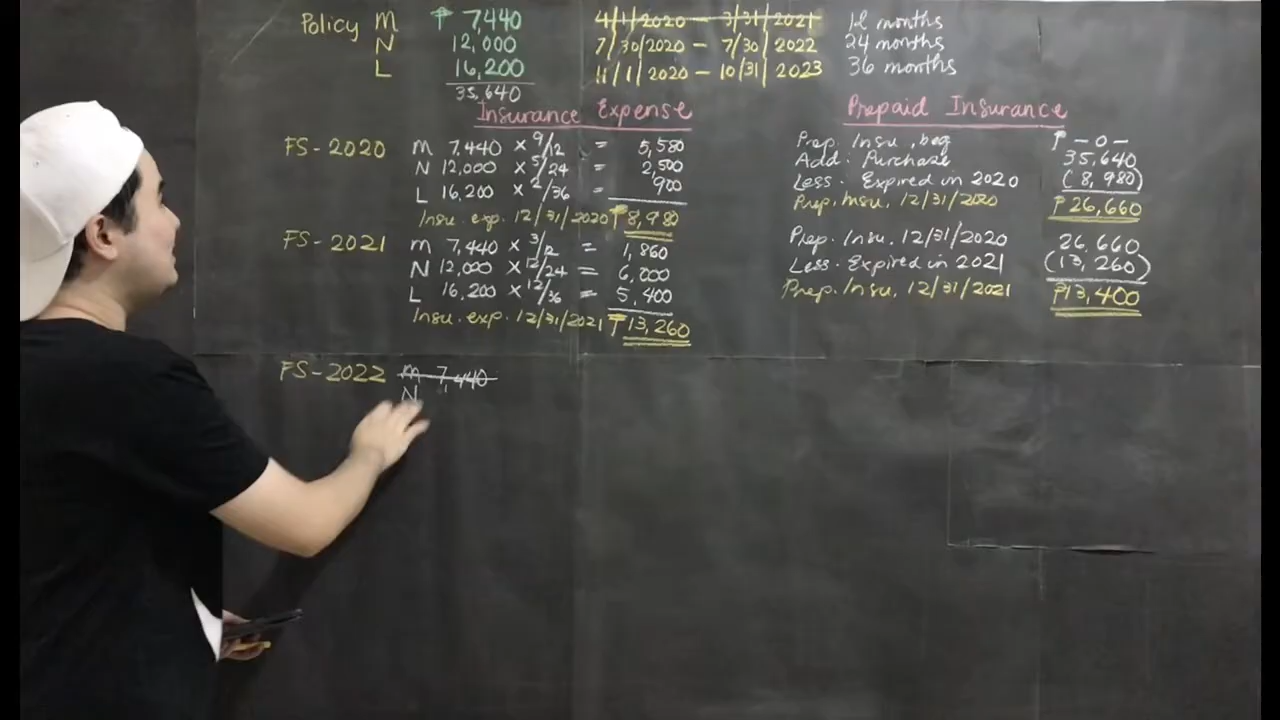 Policy M ₱ 7,440 4/1/2020 – 3/31/2021 12 months
N 12,000 7/30/2020 – 7/30/2022 24 months
L 16,200 11/1/2020 – 10/31/2023 36 months
35,640
Insurance Expense
FS-2020 M 7,440 × 9/12 = 5,580
N 12,000 × 5/24 = 2,500
L 16,200 × 2/36 = 900
Insu. exp. 12/31/2020 ₱8,980
FS-2021 M 7,440 × 3/12 = 1,860
N 12,000 × 12/24 = 6,000
L 16,200 × 12/36 = 5,400
Insu. exp. 12/31/2021 ₱13,260
FS-2022 M 7,440
N
Prepaid Insurance
Prep. Insu, beg ₱ -0-
Add: Purchase 35,640
Less: Expired in 2020 (8,980)
Prep. Insu, 12/31/2020 ₱26,660
Prep. Insu, 12/31/2020 26,660
Less: Expired in 2021 (13,260)
Prep. Insu, 12/31/2021 ₱13,400